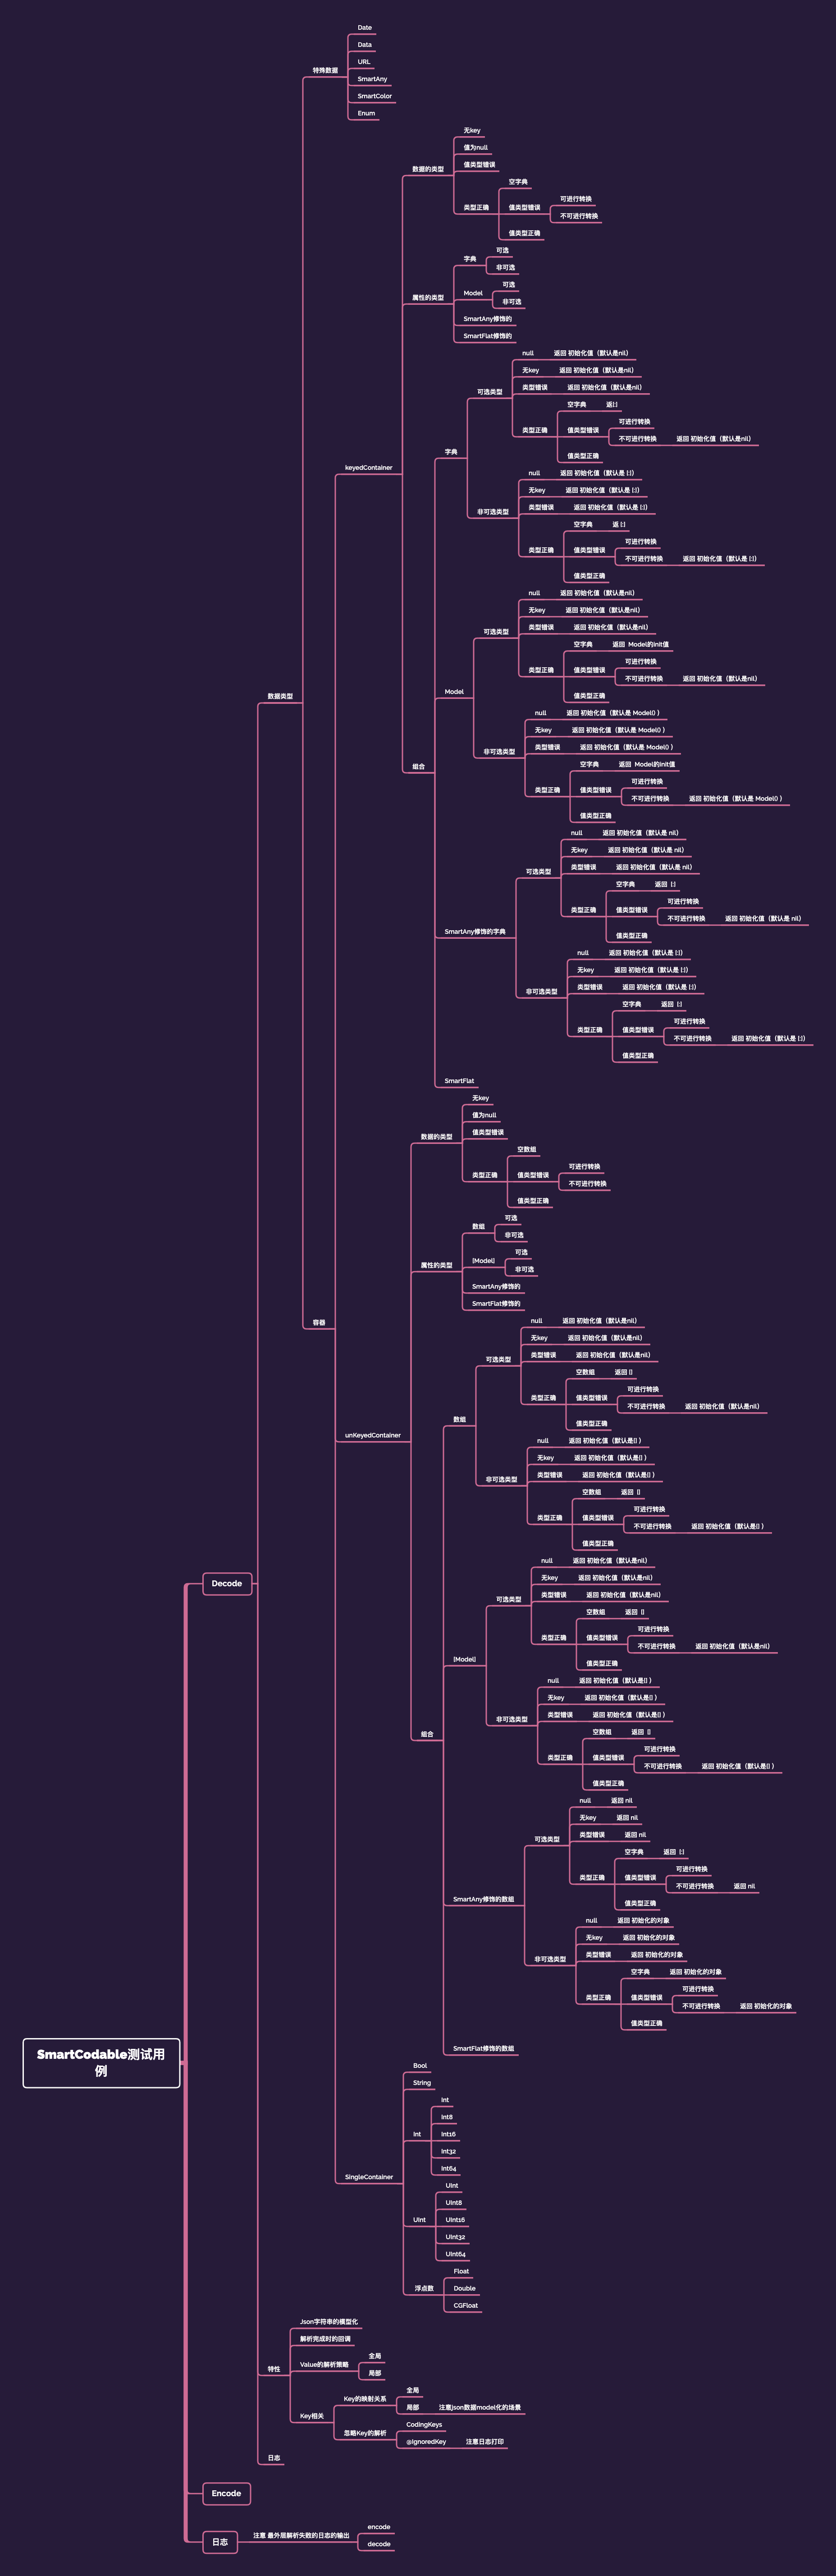 Date
Data
URL
特殊数据
SmartAny
SmartColor
Enum
无key
值为null
数据的类型
值类型错误
空字典
可进行转换
类型正确
值类型错误
不可进行转换
值类型正确
可选
字典
非可选
可选
Model
属性的类型
非可选
SmartAny修饰的
SmartFlat修饰的
null 返回 初始化值（默认是nil）
无key 返回 初始化值（默认是nil）
可选类型
类型错误 返回 初始化值（默认是nil）
空字典 返[:]
可进行转换
类型正确 值类型错误
不可进行转换 返回 初始化值（默认是nil）
字典
值类型正确
keyedContainer
null 返回 初始化值（默认是 [:]）
无key 返回 初始化值（默认是 [:]）
类型错误 返回 初始化值（默认是 [:]）
非可选类型
空字典 返 [:]
可进行转换
类型正确 值类型错误
不可进行转换 返回 初始化值（默认是 [:]）
值类型正确
null 返回 初始化值（默认是nil）
无key 返回 初始化值（默认是nil）
类型错误 返回 初始化值（默认是nil）
可选类型
空字典 返回 Model的Init值
可进行转换
类型正确 值类型错误
不可进行转换 返回 初始化值（默认是nil）
Model
数据类型
值类型正确
null 返回 初始化值（默认是 Model() ）
无key 返回 初始化值（默认是 Model() ）
类型错误 返回 初始化值（默认是 Model() ）
非可选类型
组合
空字典 返回 Model的Init值
可进行转换
类型正确 值类型错误
不可进行转换 返回 初始化值（默认是 Model() ）
值类型正确
null 返回 初始化值（默认是 nil）
无key 返回 初始化值（默认是 nil）
类型错误 返回 初始化值（默认是 nil）
可选类型
空字典 返回 [:]
可进行转换
类型正确 值类型错误
不可进行转换 返回 初始化值（默认是 nil）
SmartAny修饰的字典
值类型正确
null 返回 初始化值（默认是 [:]）
无key 返回 初始化值（默认是 [:]）
类型错误 返回 初始化值（默认是 [:]）
非可选类型
空字典 返回 [:]
可进行转换
类型正确 值类型错误
不可进行转换 返回 初始化值（默认是 [:]）
值类型正确
SmartFlat
无key
值为null
值类型错误
数据的类型
空数组
可进行转换
类型正确 值类型错误
不可进行转换
值类型正确
可选
数组
非可选
可选
[Model]
属性的类型
非可选
SmartAny修饰的
SmartFlat修饰的
容器
null 返回 初始化值（默认是nil）
无key 返回 初始化值（默认是nil）
类型错误 返回 初始化值（默认是nil）
可选类型
空数组 返回 []
可进行转换
类型正确 值类型错误
不可进行转换 返回 初始化值（默认是nil）
数组
值类型正确
unKeyedContainer
null 返回 初始化值（默认是[] ）
无key 返回 初始化值（默认是[] ）
类型错误 返回 初始化值（默认是[] ）
非可选类型
空数组 返回 []
可进行转换
类型正确 值类型错误
不可进行转换 返回 初始化值（默认是[] ）
值类型正确
null 返回 初始化值（默认是nil）
无key 返回 初始化值（默认是nil）
Decode
类型错误 返回 初始化值（默认是nil）
可选类型
空数组 返回 []
可进行转换
类型正确 值类型错误
不可进行转换 返回 初始化值（默认是nil）
[Model]
值类型正确
null 返回 初始化值（默认是[] ）
无key 返回 初始化值（默认是[] ）
类型错误 返回 初始化值（默认是[] ）
非可选类型
空数组 返回 []
组合
可进行转换
类型正确 值类型错误
不可进行转换 返回 初始化值（默认是[] ）
值类型正确
null 返回 nil
无key 返回 nil
类型错误 返回 nil
可选类型
空字典 返回 [:]
可进行转换
类型正确 值类型错误
不可进行转换 返回 nil
SmartAny修饰的数组
值类型正确
null 返回 初始化的对象
无key 返回 初始化的对象
类型错误 返回 初始化的对象
非可选类型
空字典 返回 初始化的对象
可进行转换
类型正确 值类型错误
不可进行转换 返回 初始化的对象
值类型正确
SmartFlat修饰的数组
SmartCodable测试用
例
Bool
String
Int
Int8
Int Int16
Int32
Int64
SingleContainer
UInt
UInt8
UInt UInt16
UInt32
UInt64
Float
浮点数 Double
CGFloat
Json字符串的模型化
解析完成时的回调
全局
Value的解析策略
特性
局部
全局
Key的映射关系
局部 注意json数据model化的场景
Key相关
CodingKeys
忽略Key的解析
@IgnoredKey 注意日志打印
日志
Encode
encode
日志 注意 最外层解析失败的日志的输出
decode